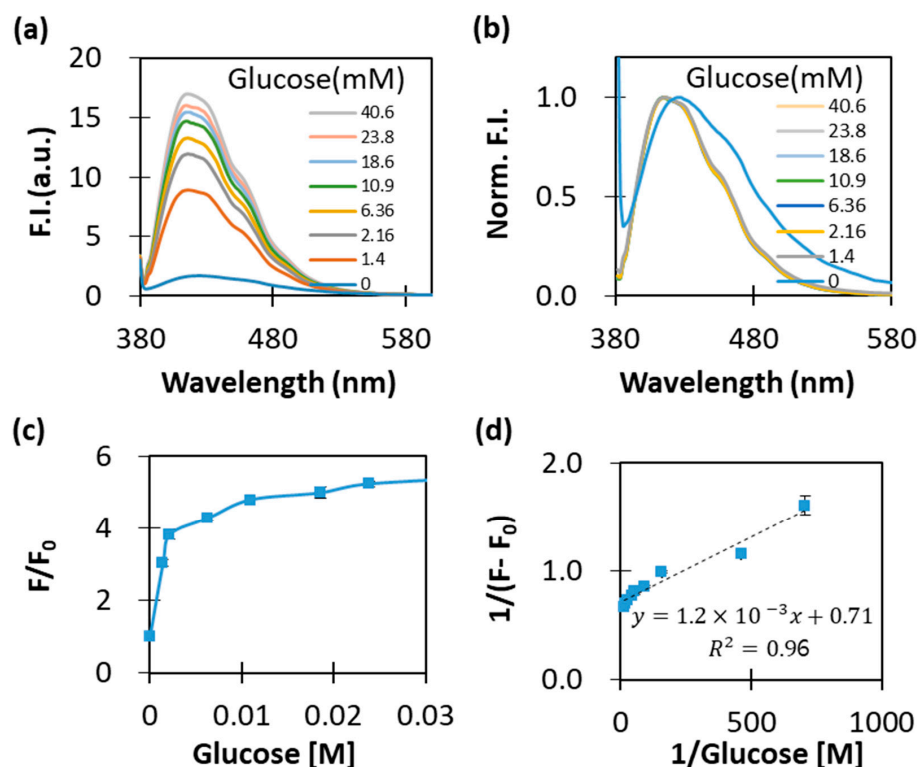 (a)
F.I.(a.u.)
20
15
10
5
0
Glucose(mM)
40.6
23.8
18.6
10.9
6.36
2.16
1.4
0
380 480 580
Wavelength (nm)
(b)
Norm. F.I.
1.0
0.5
0.0
Glucose(mM)
40.6
23.8
18.6
10.9
6.36
2.16
1.4
0
380 480 580
Wavelength (nm)
(c)
F/F₀
6
4
2
0
0 0.01 0.02 0.03
Glucose [M]
(d)
1/(F- F₀)
2.0
1.0
0.0
y = 1.2 × 10⁻³x + 0.71
R² = 0.96
0 500 1000
1/Glucose [M]